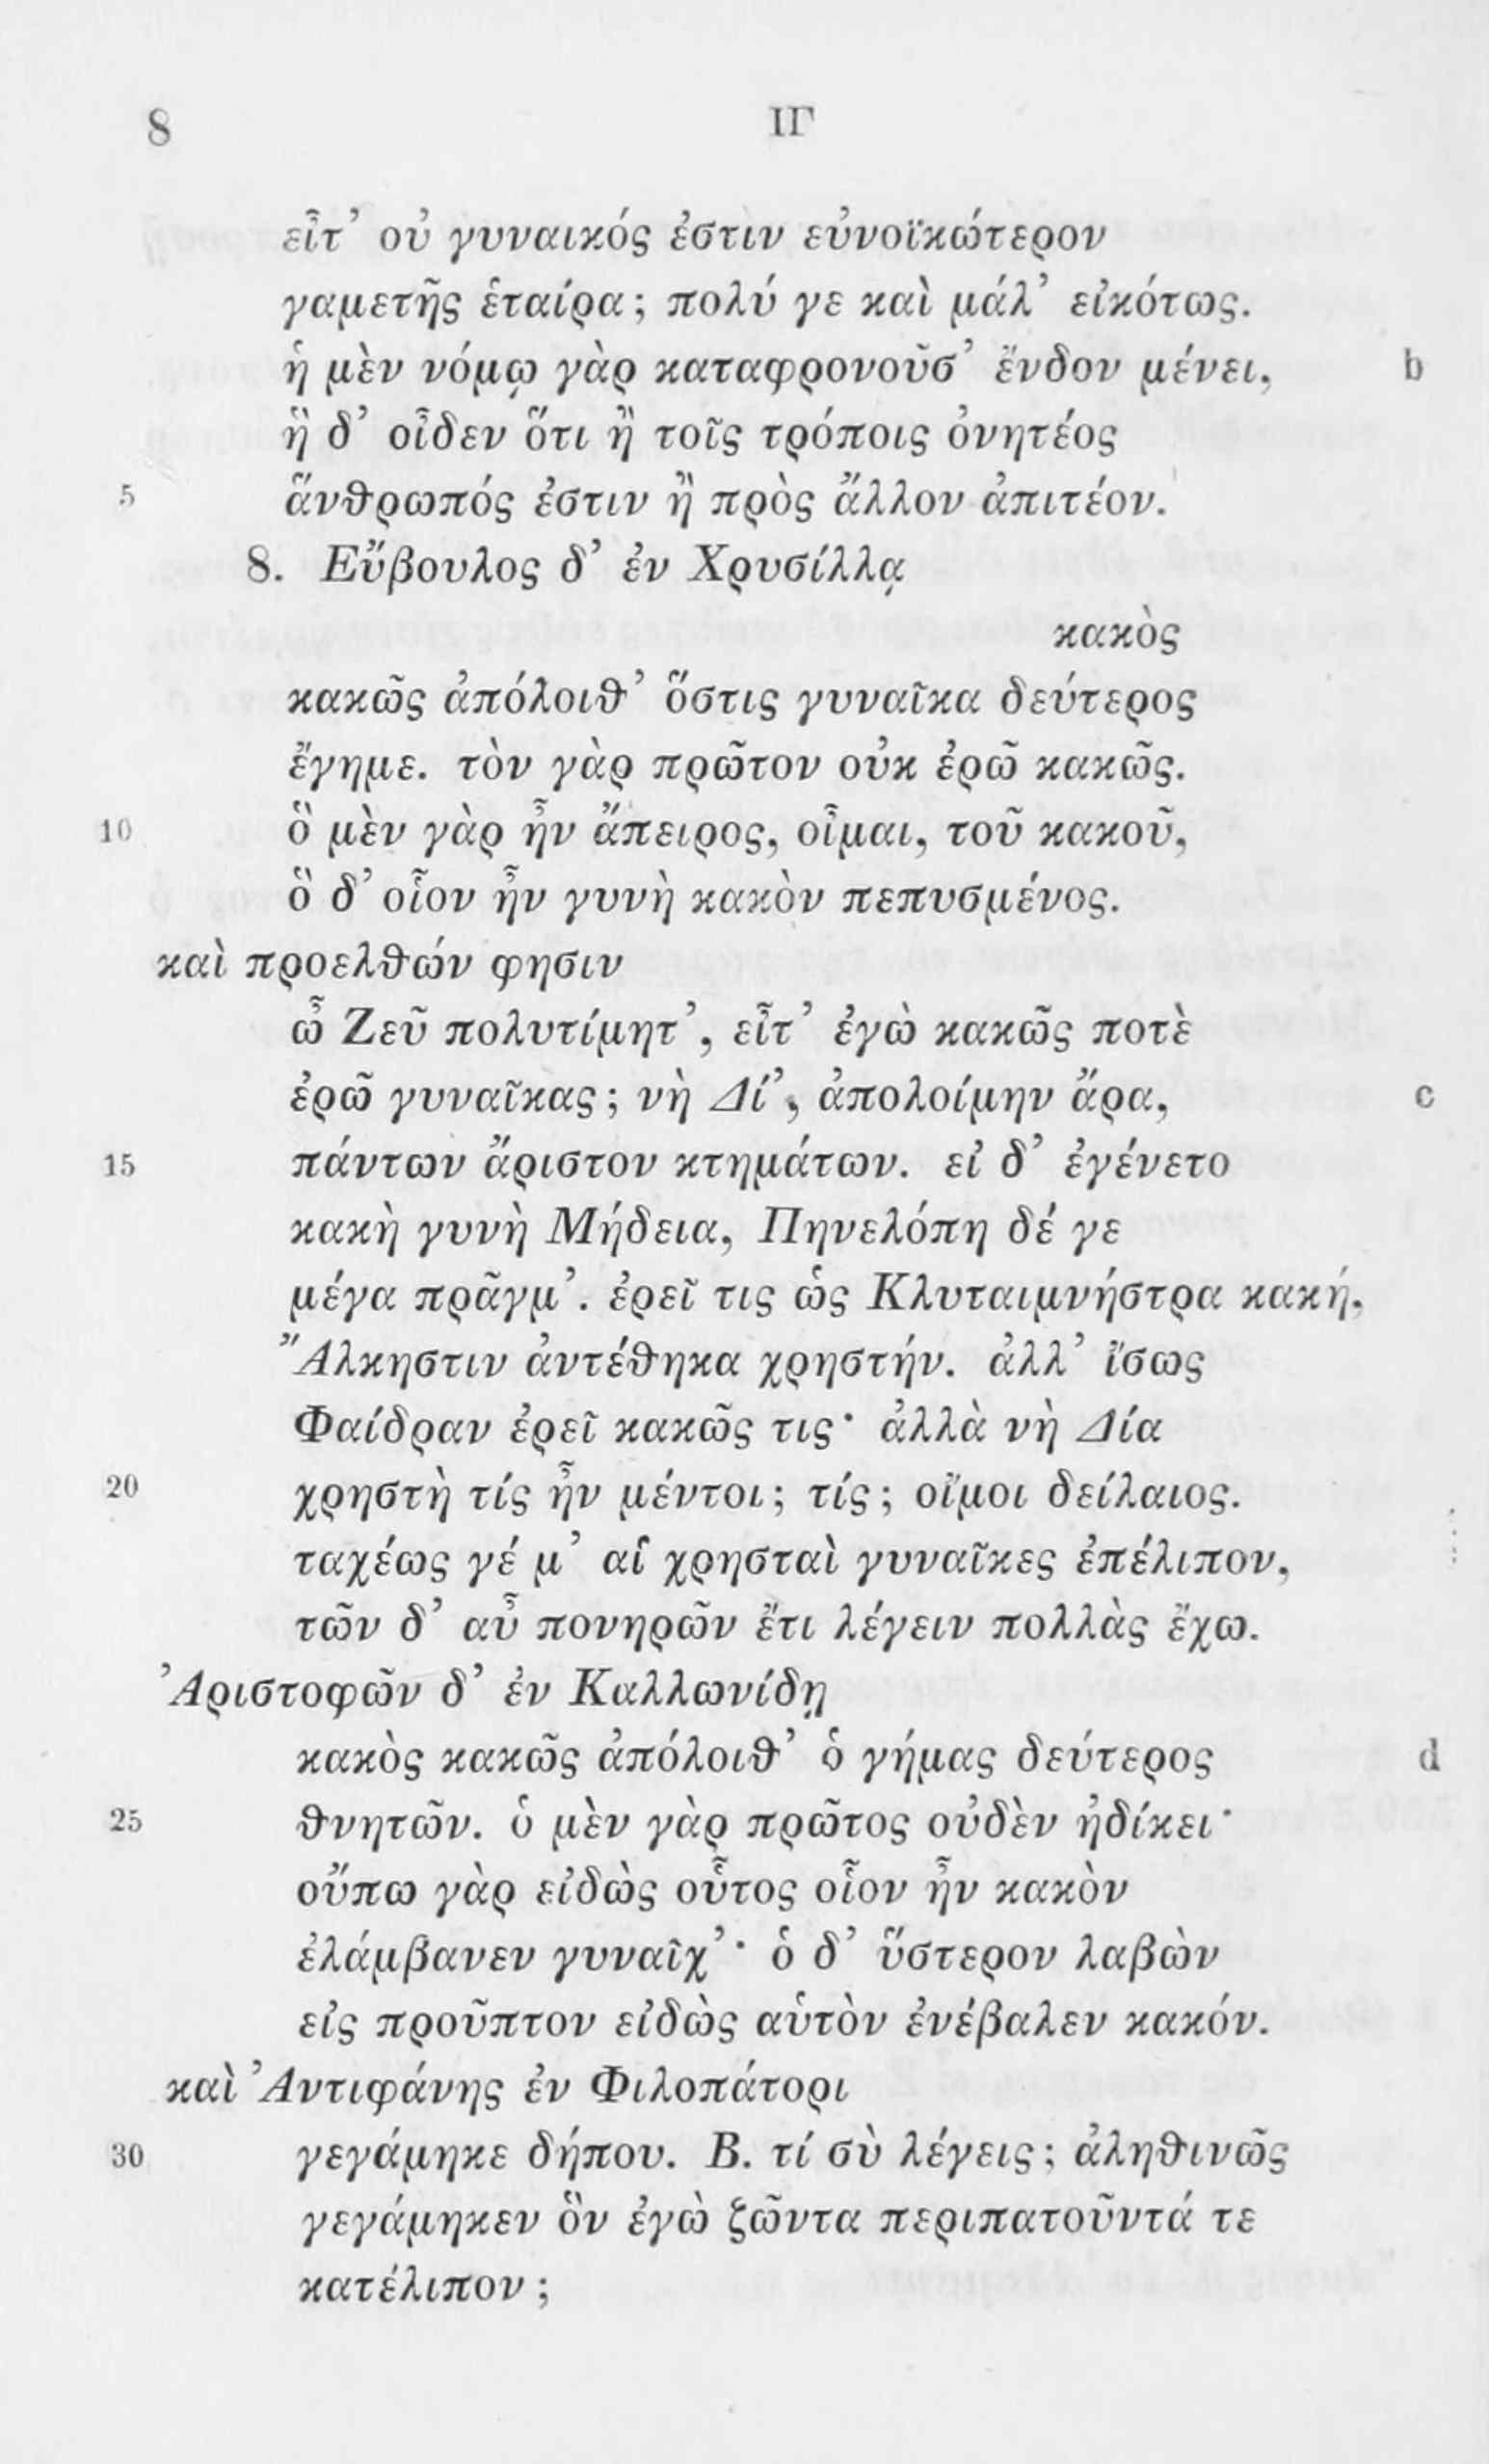 8 ΙΓ
εἶτ’ οὐ γυναικός ἐστιν εὐνοϊκώτερον
γαμετῆς ἑταίρα; πολύ γε καὶ μάλ’ εἰκότως.
ἡ μὲν νόμῳ γὰρ καταφρονοῦσ’ ἔνδον μένει, b
ἣ δ’ οἶδεν ὅτι ἢ τοῖς τρόποις ὀνητέος
5 ἅνθρωπός ἐστιν ἢ πρὸς ἄλλον ἀπιτέον.
8. Εὔβουλος δ’ ἐν Χρυσίλλᾳ
κακὸς
κακῶς ἀπόλοιθ’ ὅστις γυναῖκα δεύτερος
ἔγημε. τὸν γὰρ πρῶτον οὐκ ἐρῶ κακῶς.
10 ὃ μὲν γὰρ ἦν ἄπειρος, οἶμαι, τοῦ κακοῦ,
ὃ δ’ οἷον ἦν γυνὴ κακὸν πεπυσμένος.
καὶ προελθών φησιν
ὦ Ζεῦ πολυτίμητ’, εἶτ’ ἐγὼ κακῶς ποτὲ
ἐρῶ γυναῖκας; νὴ Δί’, ἀπολοίμην ἄρα, c
15 πάντων ἄριστον κτημάτων. εἰ δ’ ἐγένετο
κακὴ γυνὴ Μήδεια, Πηνελόπη δέ γε
μέγα πρᾶγμ’. ἐρεῖ τις ὡς Κλυταιμνήστρα κακή,
Ἄλκηστιν ἀντέθηκα χρηστήν. ἀλλ’ ἴσως
Φαίδραν ἐρεῖ κακῶς τις· ἀλλὰ νὴ Δία
20 χρηστὴ τίς ἦν μέντοι; τίς; οἴμοι δείλαιος.
ταχέως γέ μ’ αἱ χρησταὶ γυναῖκες ἐπέλιπον,
τῶν δ’ αὖ πονηρῶν ἔτι λέγειν πολλὰς ἔχω.
Ἀριστοφῶν δ’ ἐν Καλλωνίδῃ
κακὸς κακῶς ἀπόλοιθ’ ὁ γήμας δεύτερος d
25 θνητῶν. ὁ μὲν γὰρ πρῶτος οὐδὲν ἠδίκει·
οὔπω γὰρ εἰδὼς οὗτος οἷον ἦν κακὸν
ἐλάμβανεν γυναῖχ’· ὁ δ’ ὕστερον λαβὼν
εἰς προῦπτον εἰδὼς αὑτὸν ἐνέβαλεν κακόν.
καὶ Ἀντιφάνης ἐν Φιλοπάτορι
30 γεγάμηκε δήπου. Β. τί σὺ λέγεις; ἀληθινῶς
γεγάμηκεν ὃν ἐγὼ ζῶντα περιπατοῦντά τε
κατέλιπον;